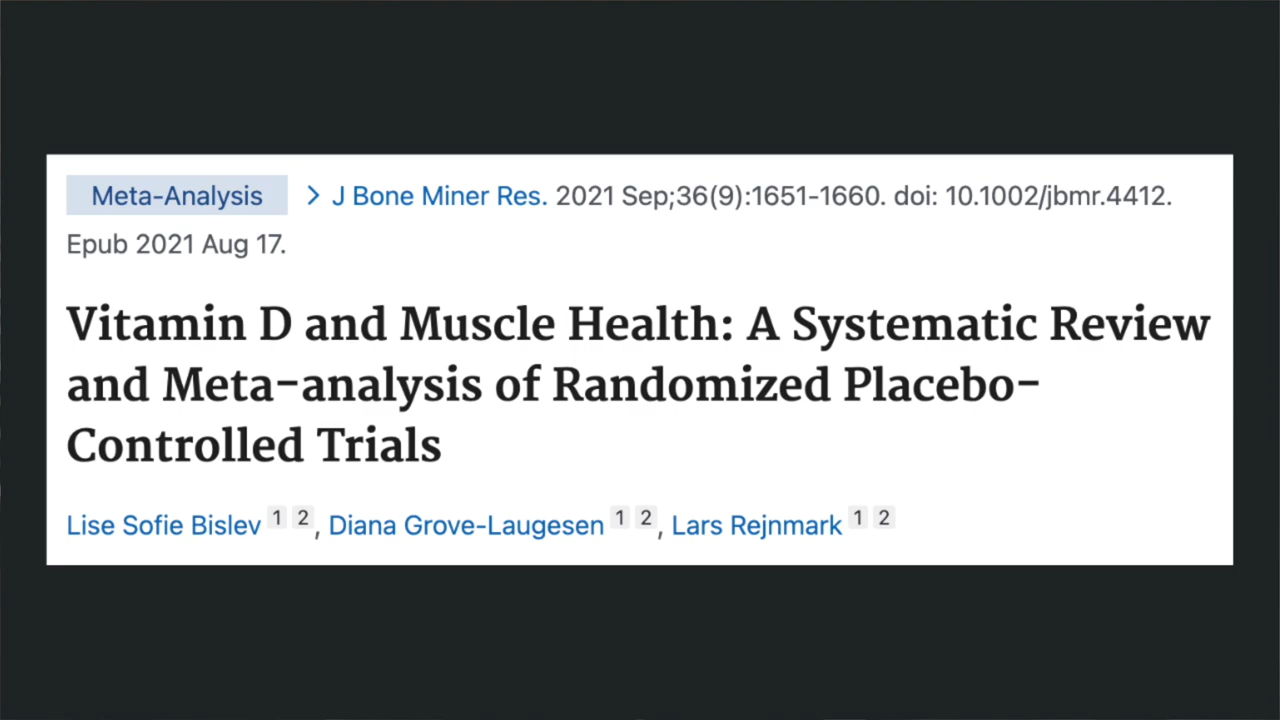 Meta-Analysis > J Bone Miner Res. 2021 Sep;36(9):1651-1660. doi: 10.1002/jbmr.4412.
Epub 2021 Aug 17.
Vitamin D and Muscle Health: A Systematic Review
and Meta-analysis of Randomized Placebo-
Controlled Trials
Lise Sofie Bislev 1 2, Diana Grove-Laugesen 1 2, Lars Rejnmark 1 2